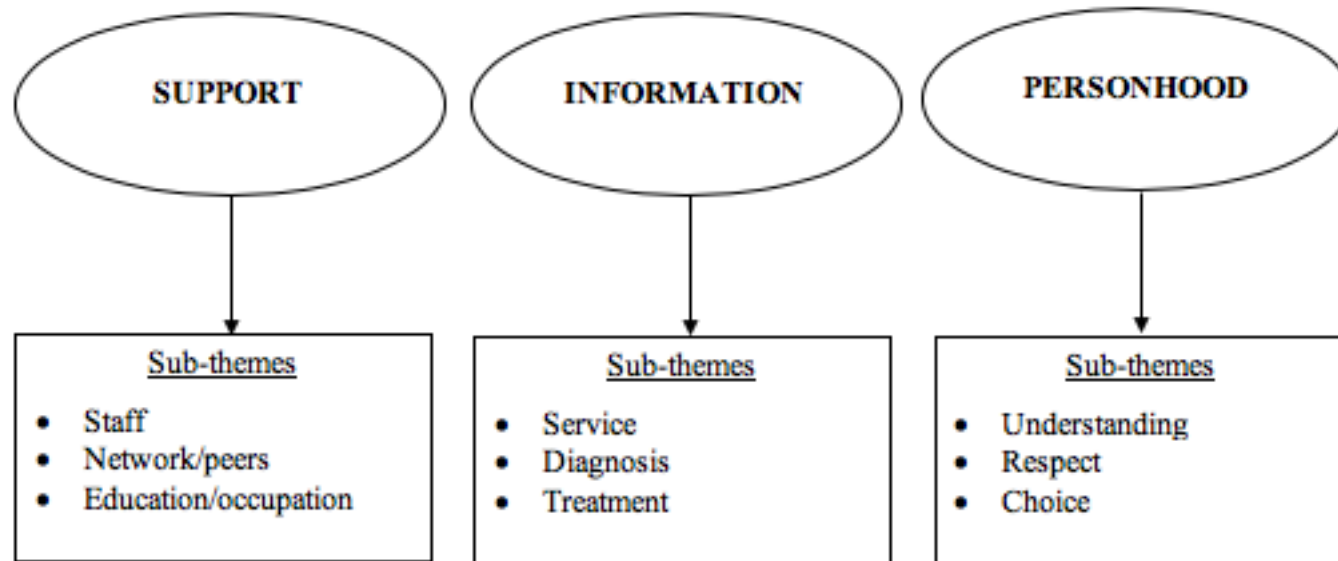 SUPPORT
INFORMATION
PERSONHOOD
Sub-themes
• Staff
• Network/peers
• Education/occupation
Sub-themes
• Service
• Diagnosis
• Treatment
Sub-themes
• Understanding
• Respect
• Choice